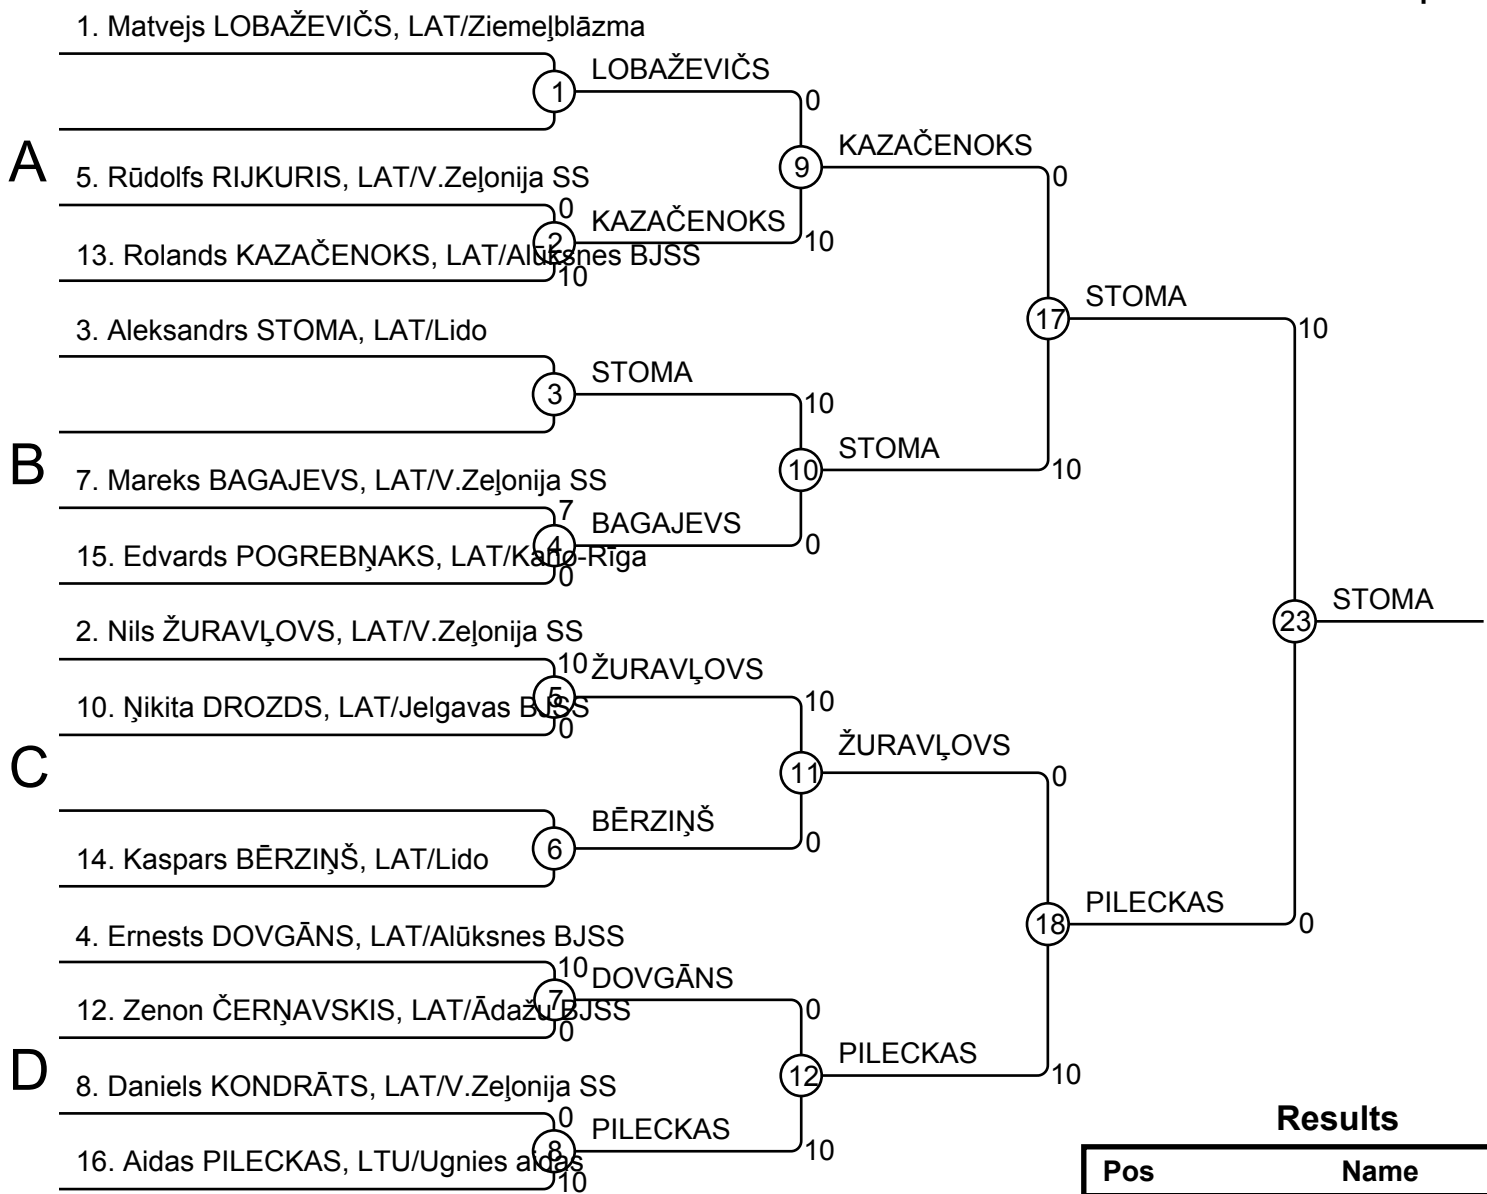 1. Matvejs LOBAŽEVIČS, LAT/Ziemeļblāzma
LOBAŽEVIČS
1
0
KAZAČENOKS
A
9
5. Rūdolfs RIJKURIS, LAT/V.Zeļonija SS
0
0
KAZAČENOKS
2
10
13. Rolands KAZAČENOKS, LAT/Alūksnes BJSS
10
STOMA
17
10
3. Aleksandrs STOMA, LAT/Lido
STOMA
3
10
STOMA
B
10
10
7. Mareks BAGAJEVS, LAT/V.Zeļonija SS
7
BAGAJEVS
4
0
15. Edvards POGREBŅAKS, LAT/Kano-Rīga
0
STOMA
23
2. Nils ŽURAVĻOVS, LAT/V.Zeļonija SS
10
ŽURAVĻOVS
5
10
10. Ņikita DROZDS, LAT/Jelgavas BJSS
0
ŽURAVĻOVS
C
11
0
BĒRZIŅŠ
6
0
14. Kaspars BĒRZIŅŠ, LAT/Lido
PILECKAS
18
0
4. Ernests DOVGĀNS, LAT/Alūksnes BJSS
10
DOVGĀNS
7
0
12. Zenon ČERŅAVSKIS, LAT/Ādažu BJSS
0
PILECKAS
D
12
10
8. Daniels KONDRĀTS, LAT/V.Zeļonija SS
0
PILECKAS
8
10
16. Aidas PILECKAS, LTU/Ugnies aidas
10
Results
Pos Name